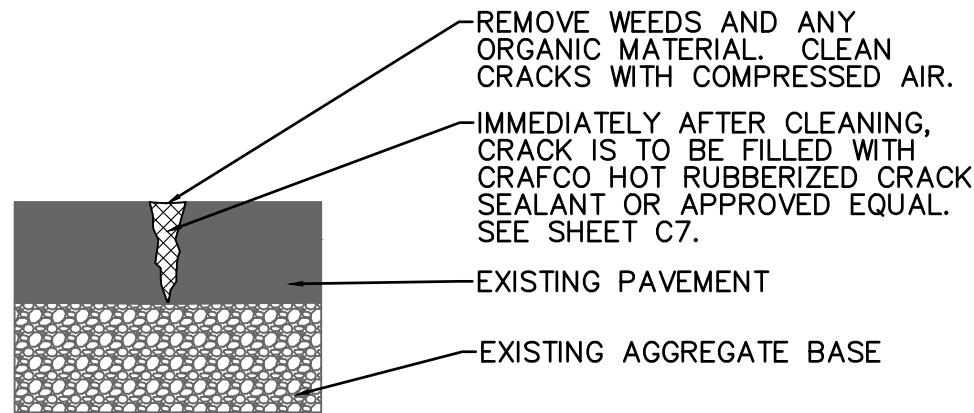 REMOVE WEEDS AND ANY
ORGANIC MATERIAL. CLEAN
CRACKS WITH COMPRESSED AIR.
IMMEDIATELY AFTER CLEANING,
CRACK IS TO BE FILLED WITH
CRAFCO HOT RUBBERIZED CRACK
SEALANT OR APPROVED EQUAL.
SEE SHEET C7.
EXISTING PAVEMENT
EXISTING AGGREGATE BASE